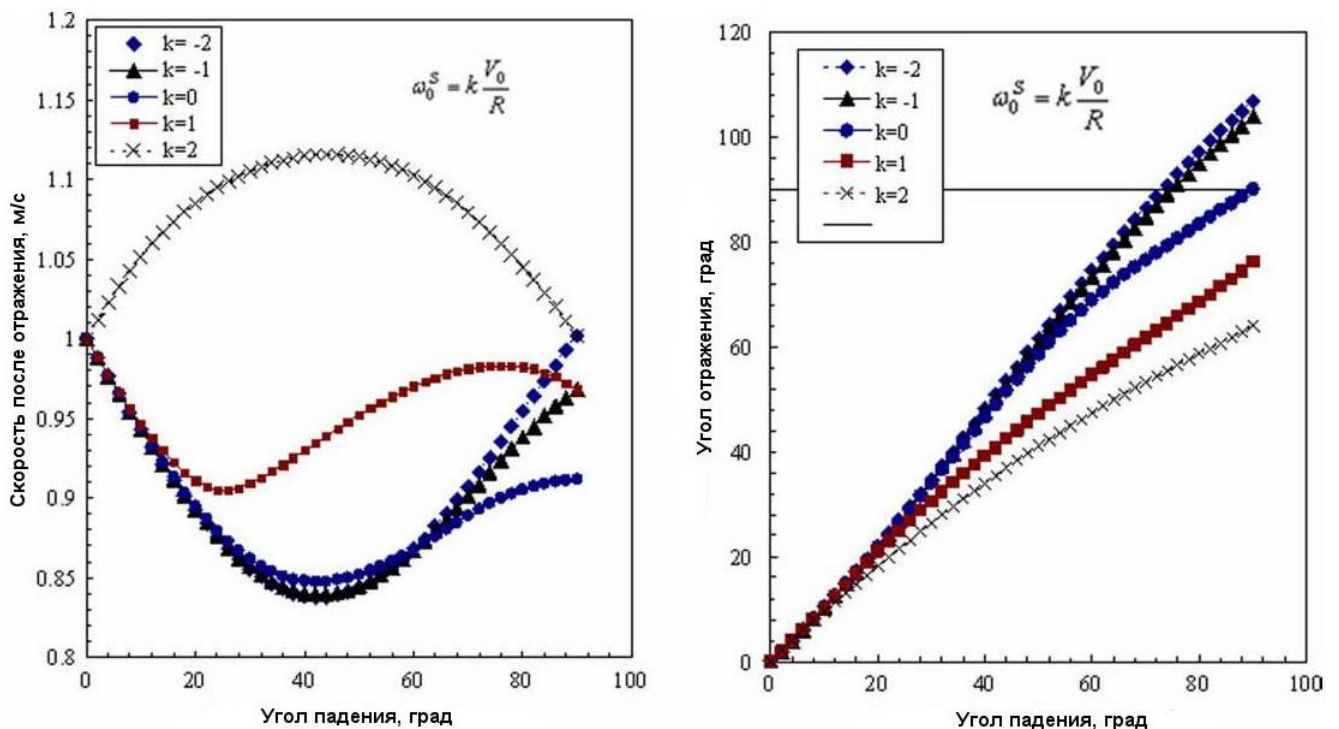 1.2
1.15
1.1
1.05
1
0.95
0.9
0.85
0.8
0
20
40
60
80
100
k= -2
k= -1
k=0
k=1
k=2
ω₀ˢ = k V₀/R
Скорость после отражения, м/с
Угол падения, град
120
100
80
60
40
20
0
0
20
40
60
80
100
k= -2
k= -1
k=0
k=1
k=2
ω₀ˢ = k V₀/R
Угол отражения, град
Угол падения, град